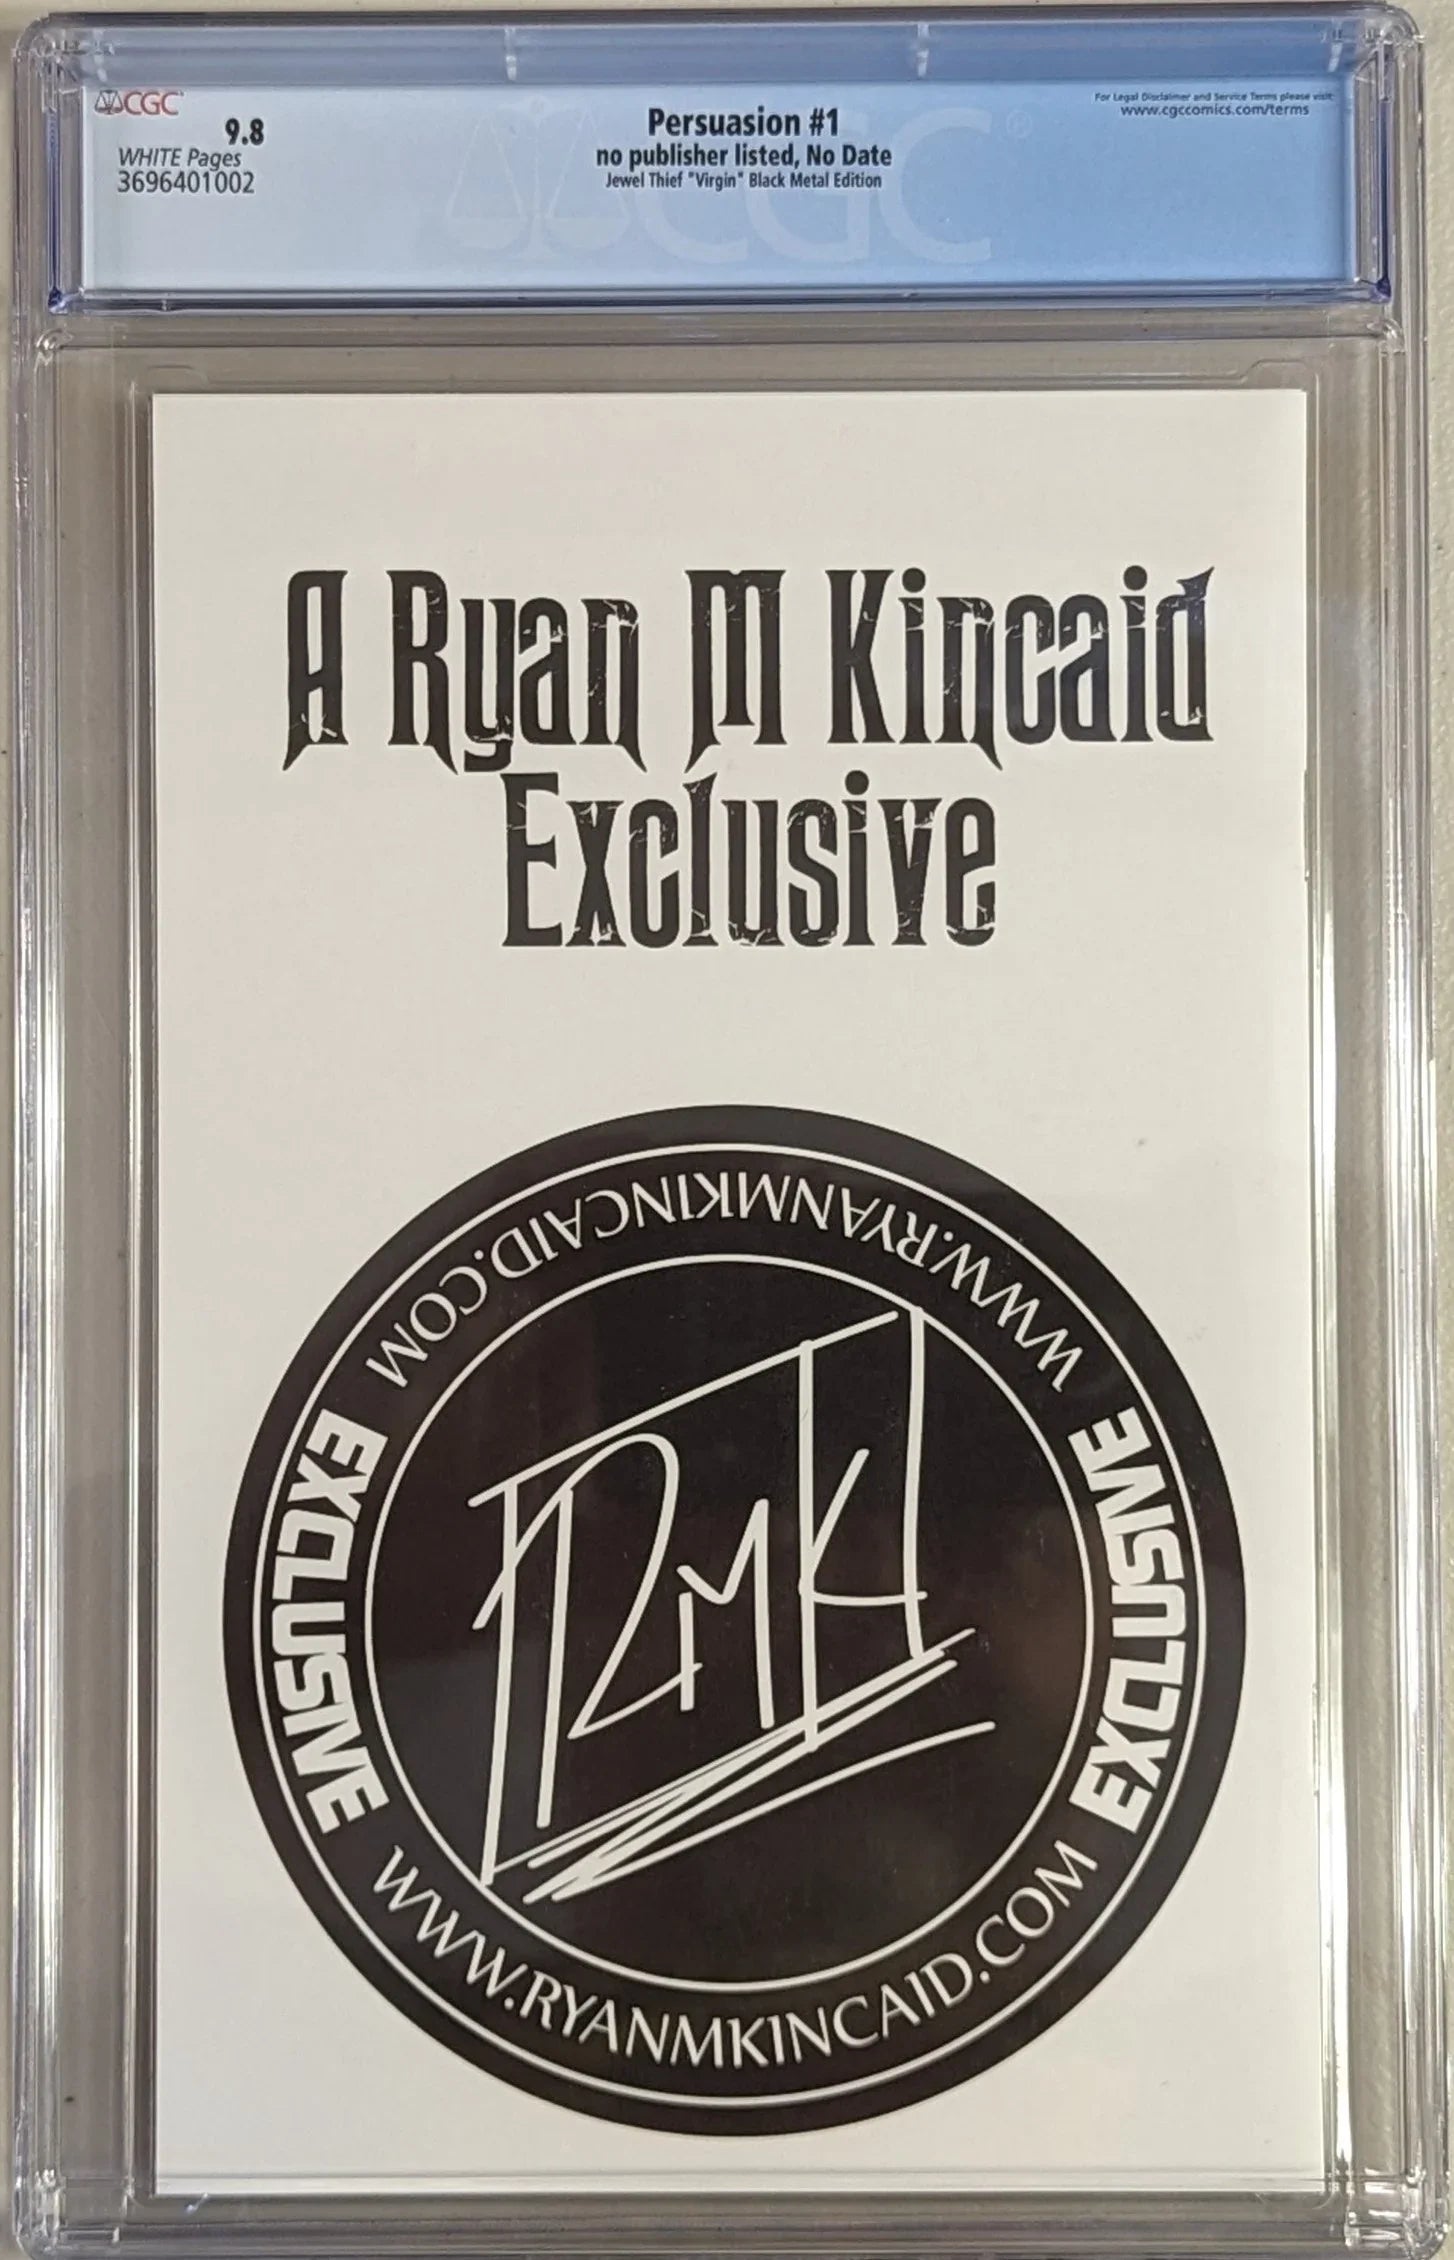 CGC
9.8
WHITE Pages
3696401002
Persuasion #1
no publisher listed, No Date
Jewel Thief "Virgin" Black Metal Edition
For Legal Disclaimer and Service Terms please visit:
www.cgccomics.com/terms
CGC
A Ryan M Kincaid
Exclusive
WWW.RYANMKINCAID.COM
EXCLUSIVE
RMK
EXCLUSIVE
WWW.RYANMKINCAID.COM